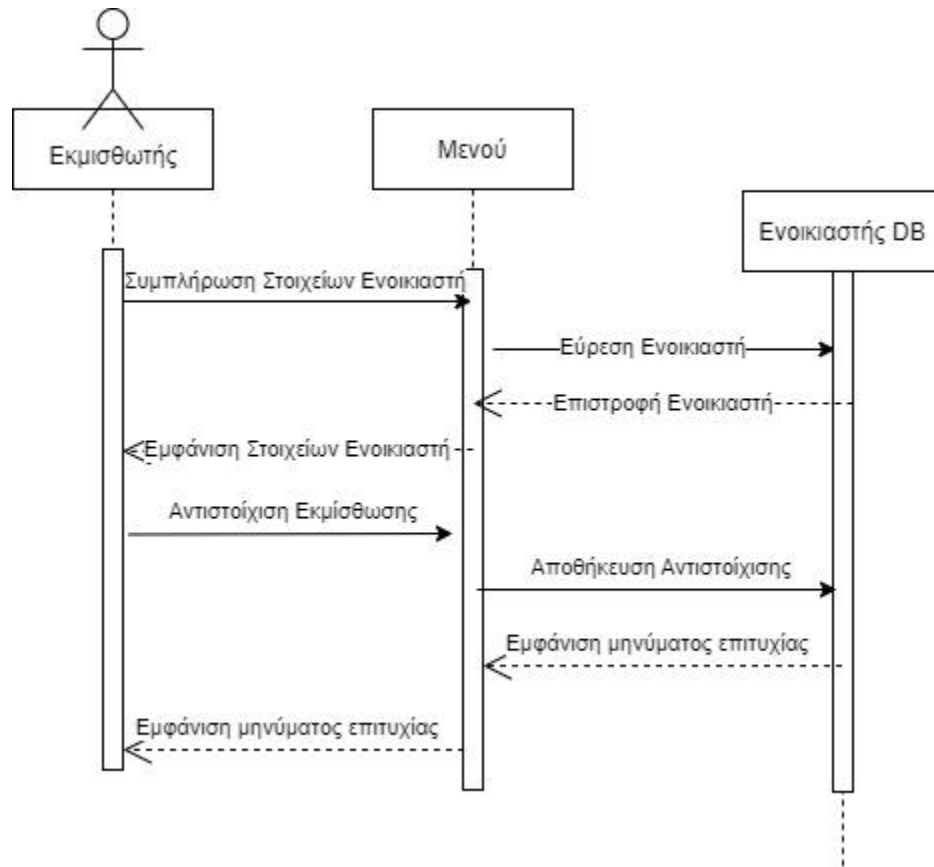 Εκμισθωτής
Μενού
Ενοικιαστής DB
Συμπλήρωση Στοιχείων Ενοικιαστή
Εύρεση Ενοικιαστή
Επιστροφή Ενοικιαστή
Εμφάνιση Στοιχείων Ενοικιαστή
Αντιστοίχιση Εκμίσθωσης
Αποθήκευση Αντιστοίχισης
Εμφάνιση μηνύματος επιτυχίας
Εμφάνιση μηνύματος επιτυχίας